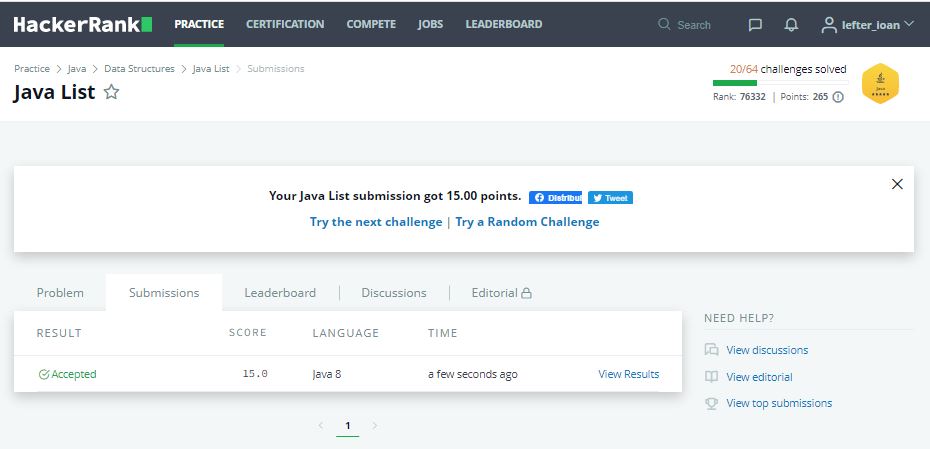 HackerRank PRACTICE CERTIFICATION COMPETE JOBS LEADERBOARD Search lefter_ioan
Practice > Java > Data Structures > Java List > Submissions
20/64 challenges solved
Java List
Rank: 76332 | Points: 265
Java
Your Java List submission got 15.00 points. Distribui Tweet
Try the next challenge | Try a Random Challenge
Problem Submissions Leaderboard Discussions Editorial
RESULT SCORE LANGUAGE TIME
Accepted 15.0 Java 8 a few seconds ago View Results
1
NEED HELP?
View discussions
View editorial
View top submissions